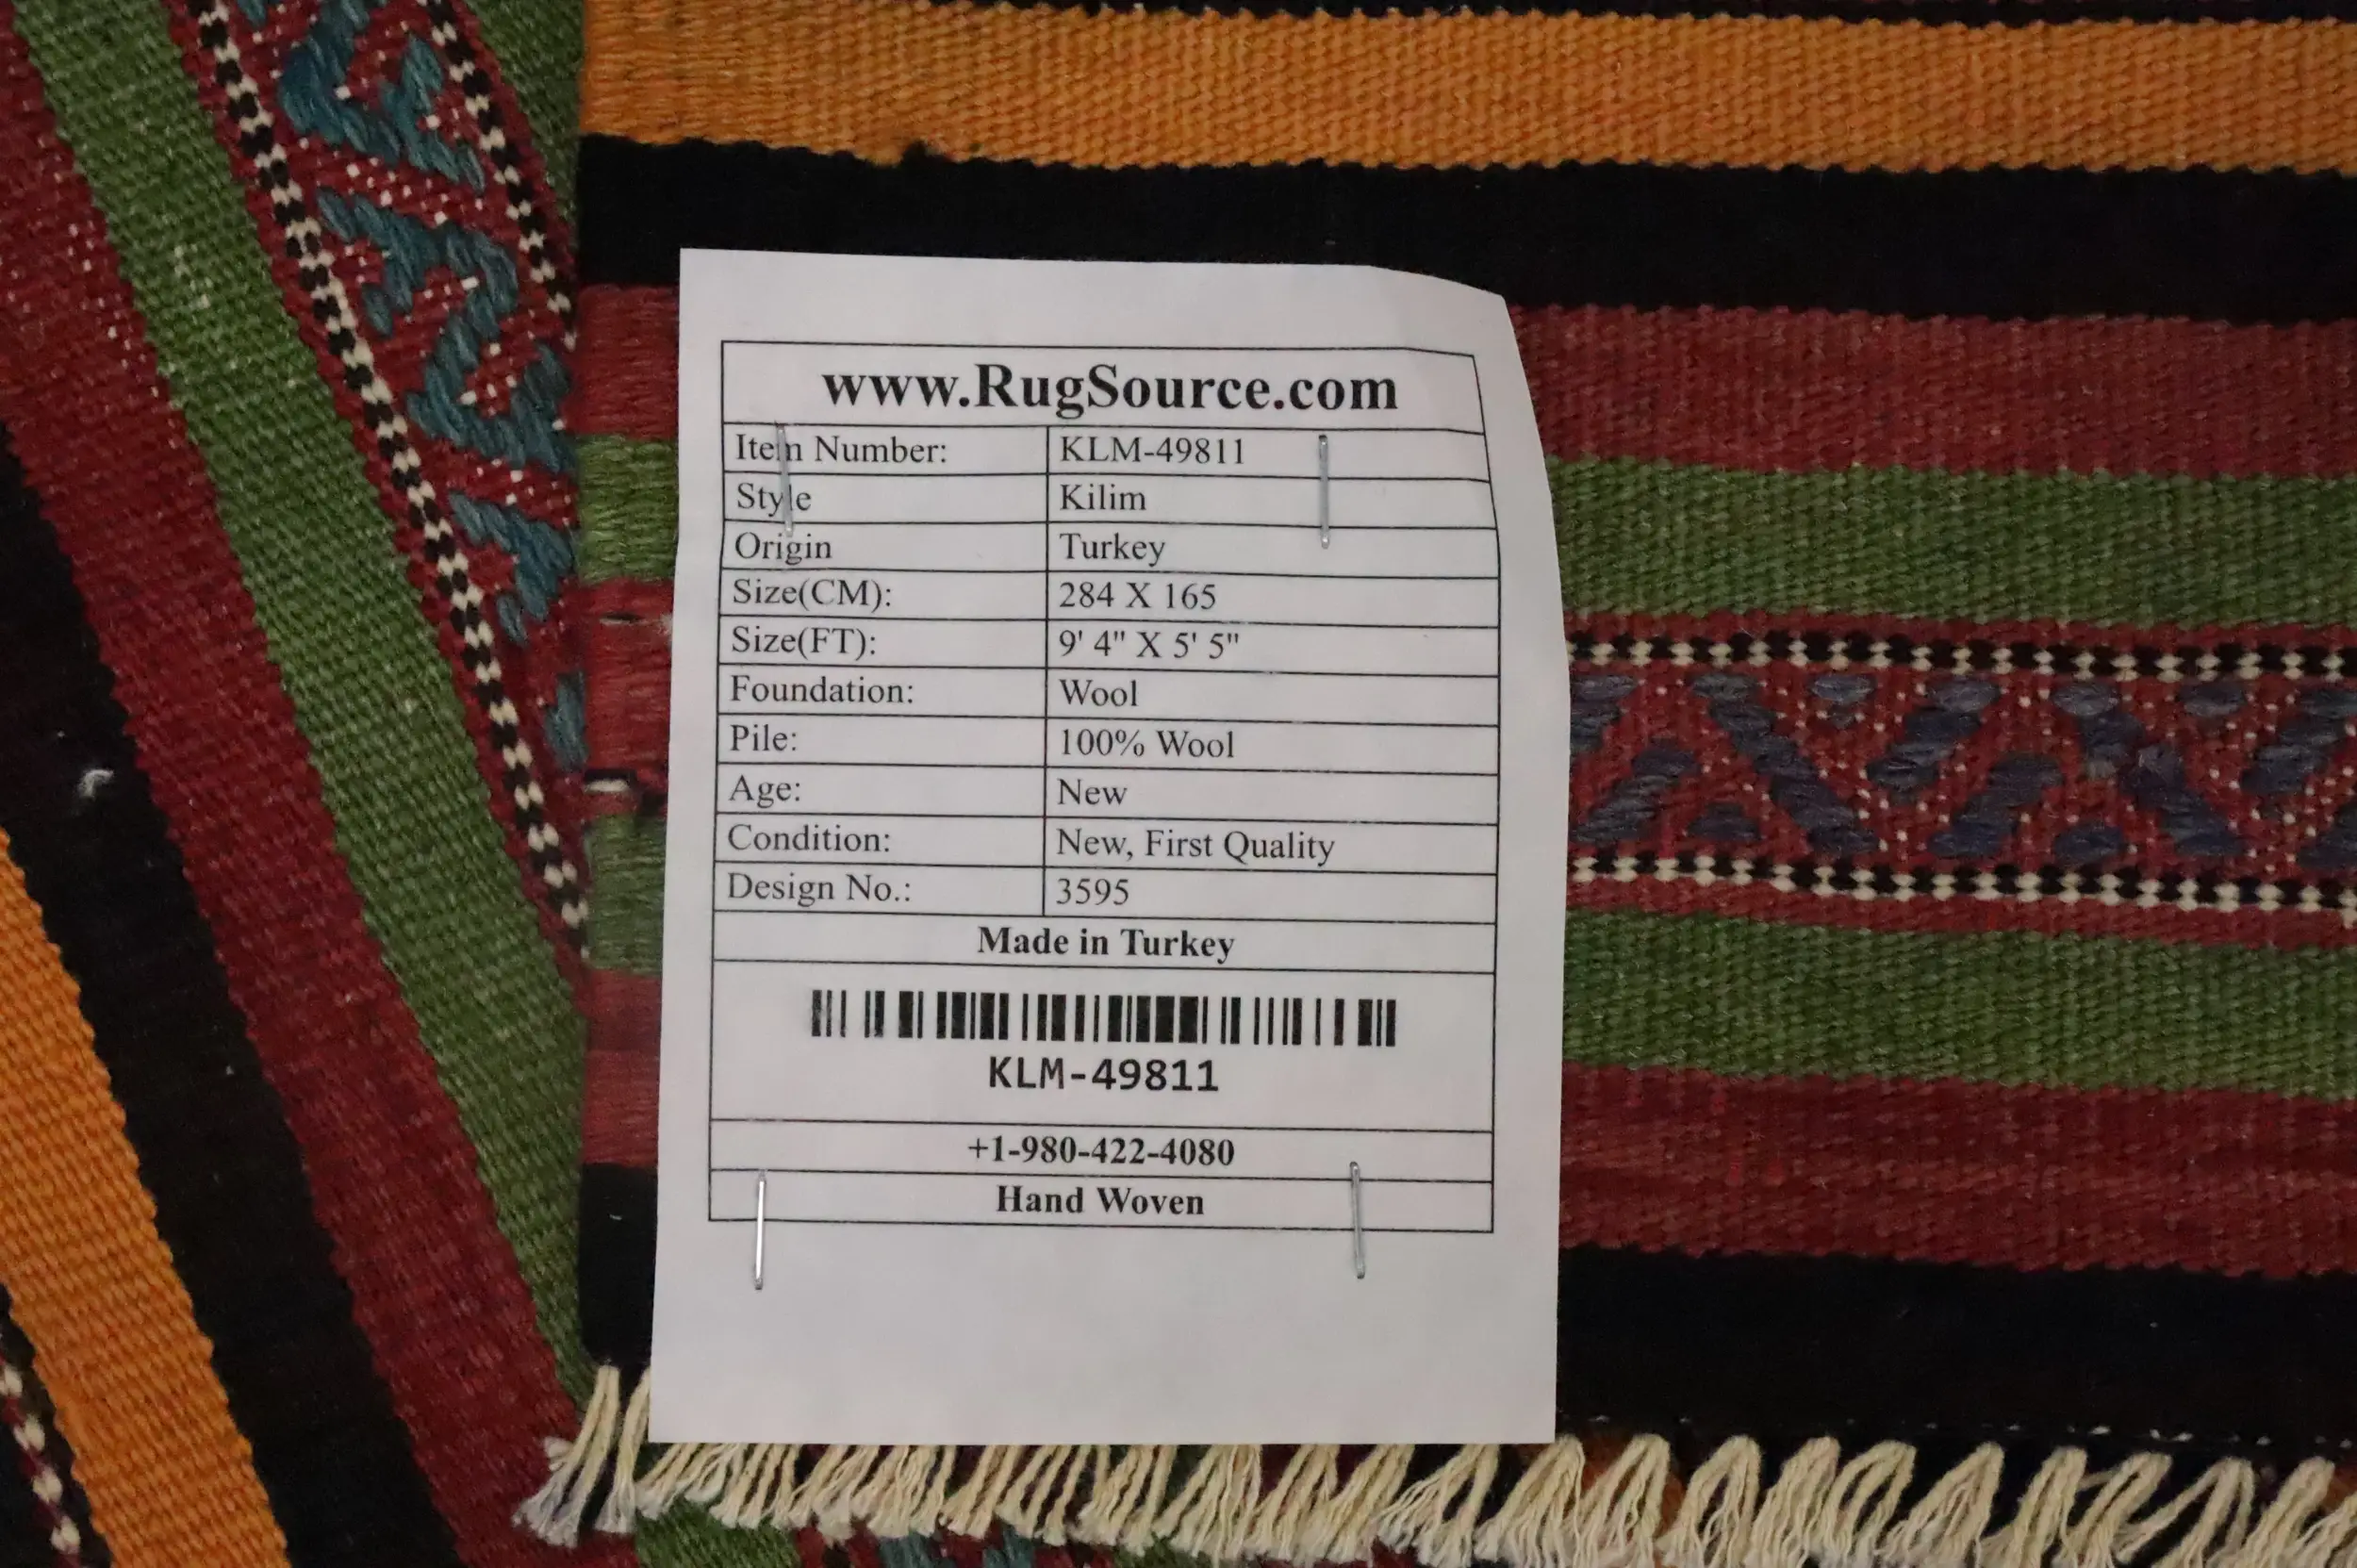 www.RugSource.com
Item Number: KLM-49811
Style Kilim
Origin Turkey
Size(CM): 284 X 165
Size(FT): 9' 4" X 5' 5"
Foundation: Wool
Pile: 100% Wool
Age: New
Condition: New, First Quality
Design No.: 3595
Made in Turkey
KLM-49811
+1-980-422-4080
Hand Woven